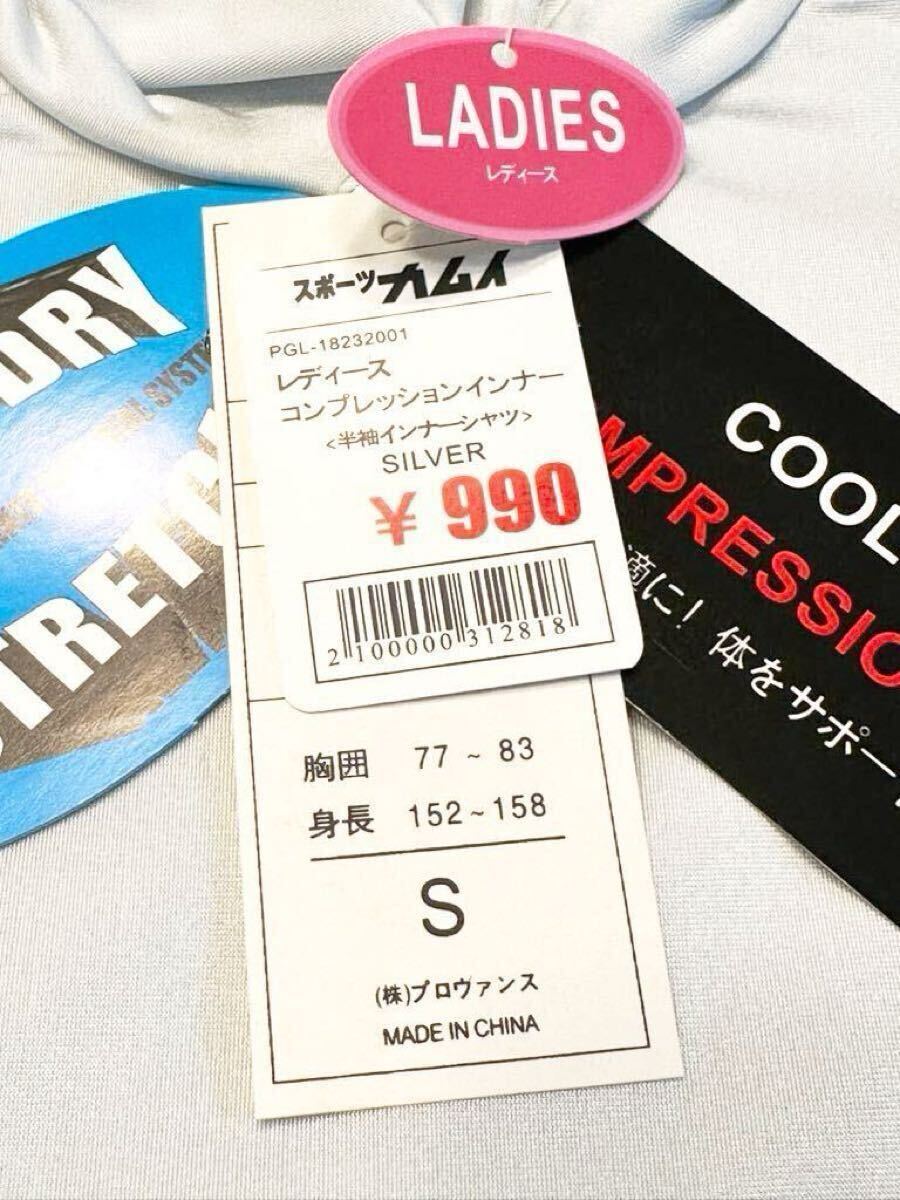 LADIES
レディース
スポーツカムイ
PGL-18232001
レディース
コンプレッションインナー
<半袖インナーシャツ>
SILVER
¥ 990
2 100000 312818
胸囲 77 ~ 83
身長 152 ~ 158
S
(株)プロヴァンス
MADE IN CHINA
DRY
STRETC
COOL
MPRESSIO
適に! 体をサポー